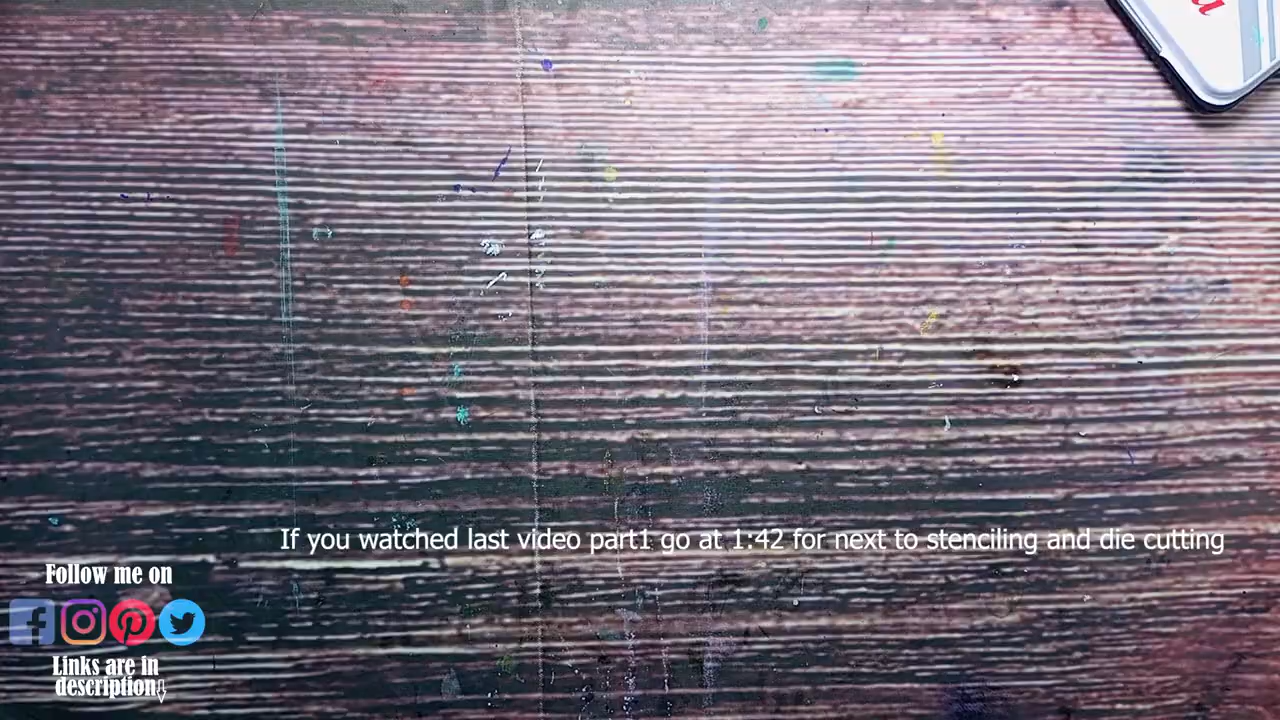 If you watched last video part1 go at 1:42 for next to stenciling and die cutting
Follow me on
Links are in
description